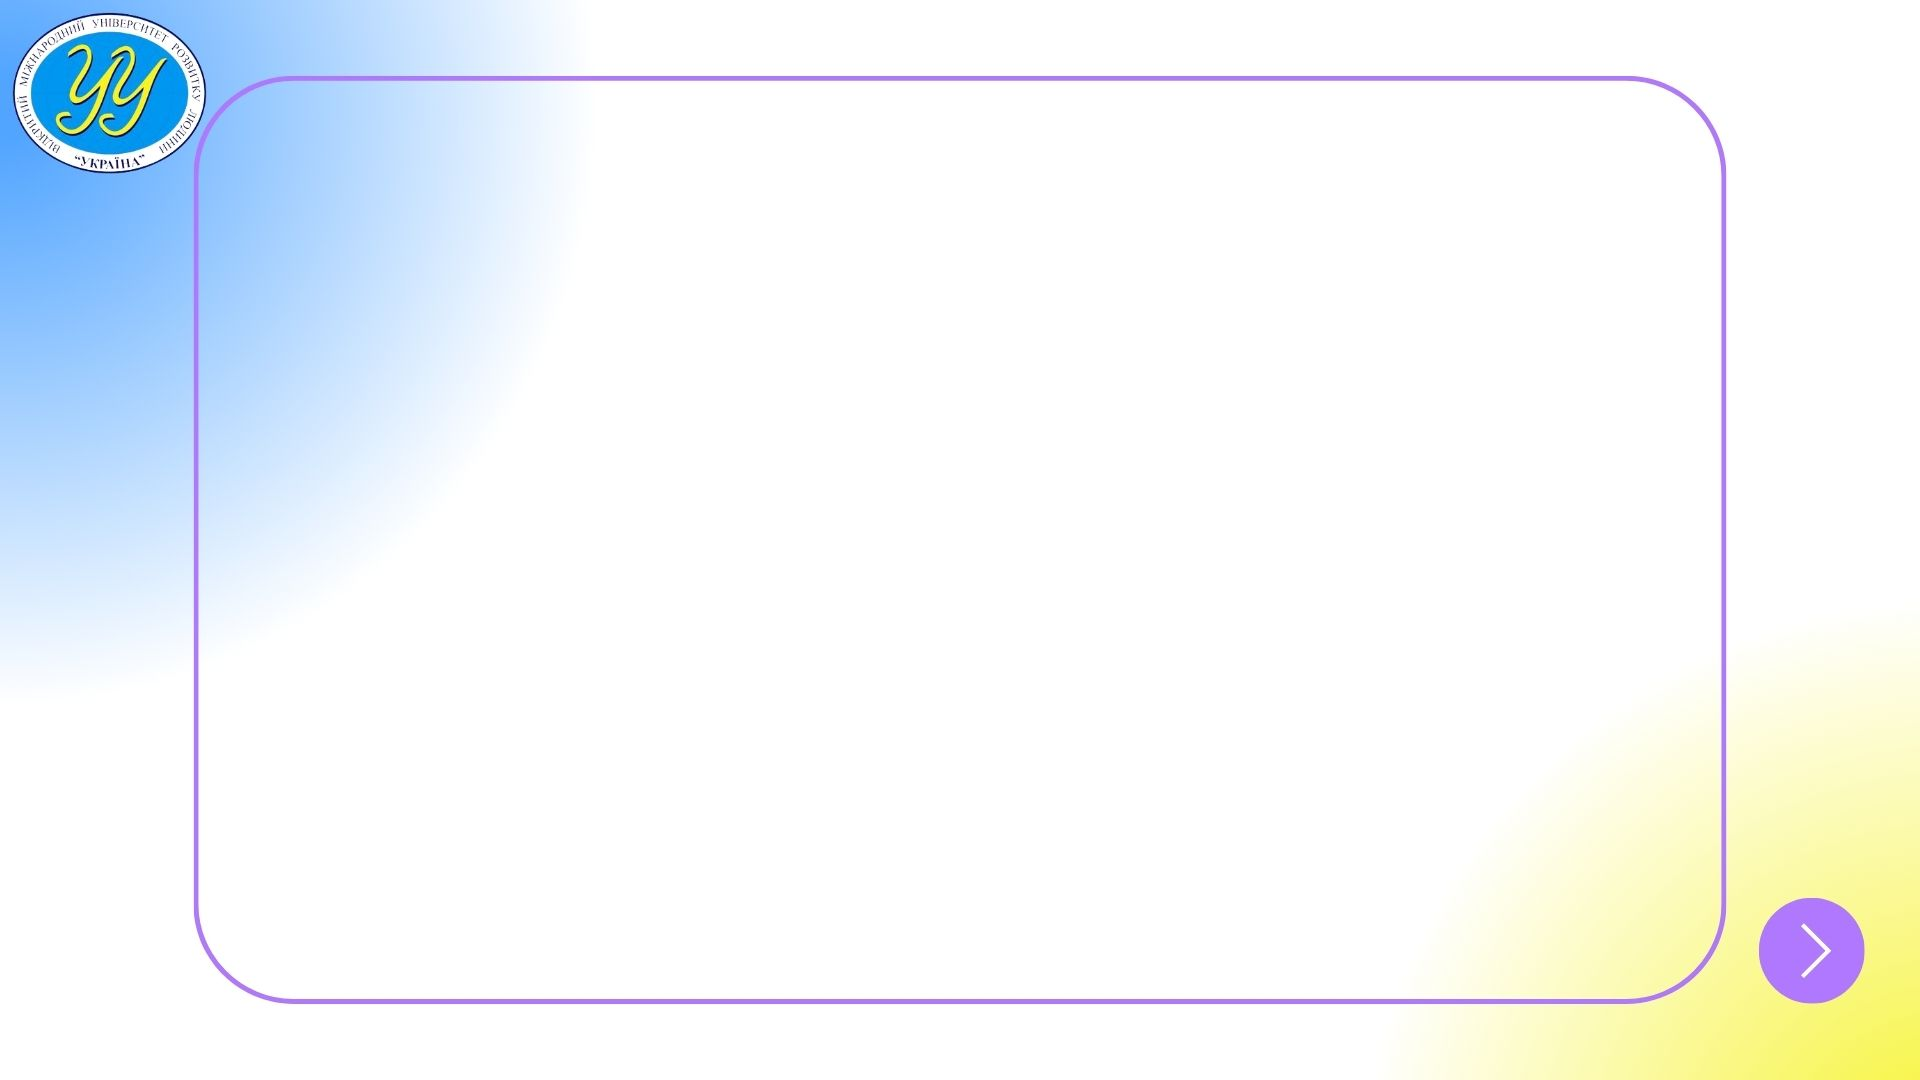 ВІДКРИТИЙ МІЖНАРОДНИЙ УНІВЕРСИТЕТ РОЗВИТКУ ЛЮДИНИ
“УКРАЇНА”
УУ